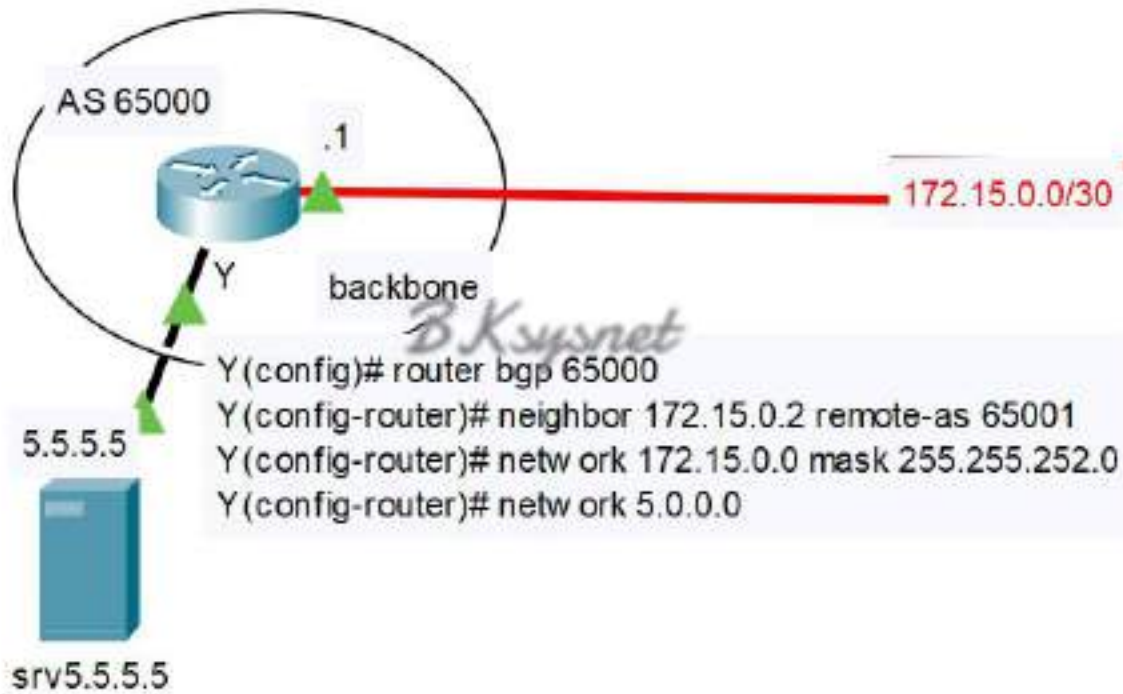 AS 65000
.1
172.15.0.0/30
Y
backbone
B.Ksysnet
Y(config)# router bgp 65000
Y(config-router)# neighbor 172.15.0.2 remote-as 65001
Y(config-router)# netw ork 172.15.0.0 mask 255.255.252.0
Y(config-router)# netw ork 5.0.0.0
5.5.5.5
srv5.5.5.5